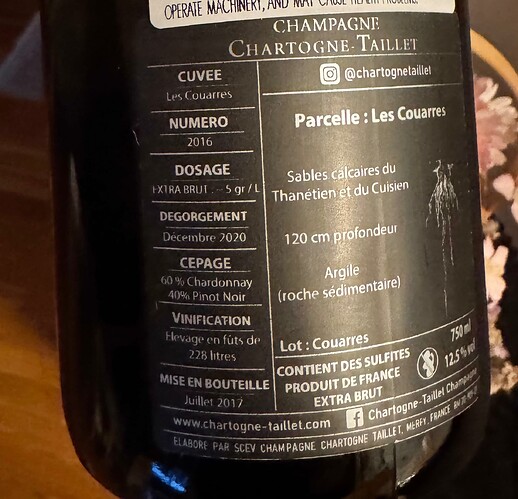 OPERATE MACHINERY, AND MAY CAUSE HEALTH PROBLEMS.
CHAMPAGNE
CHARTOGNE-TAILLET
CUVEE
Les Couarres
NUMERO
2016
DOSAGE
EXTRA BRUT : ~ 5 gr / L
DEGORGEMENT
Décembre 2020
CEPAGE
60 % Chardonnay
40% Pinot Noir
VINIFICATION
Elevage en fûts de
228 litres
MISE EN BOUTEILLE
Juillet 2017
@chartognetaillet
Parcelle : Les Couarres
Sables calcaires du
Thanétien et du Cuisien
120 cm profondeur
Argile
(roche sédimentaire)
Lot : Couarres
750 ml
12.5 % vol
CONTIENT DES SULFITES
PRODUIT DE FRANCE
EXTRA BRUT
www.chartogne-taillet.com
Chartogne-Taillet Champagne
ELABORE PAR SCEV CHAMPAGNE CHARTOGNE TAILLET, MERFY, FRANCE